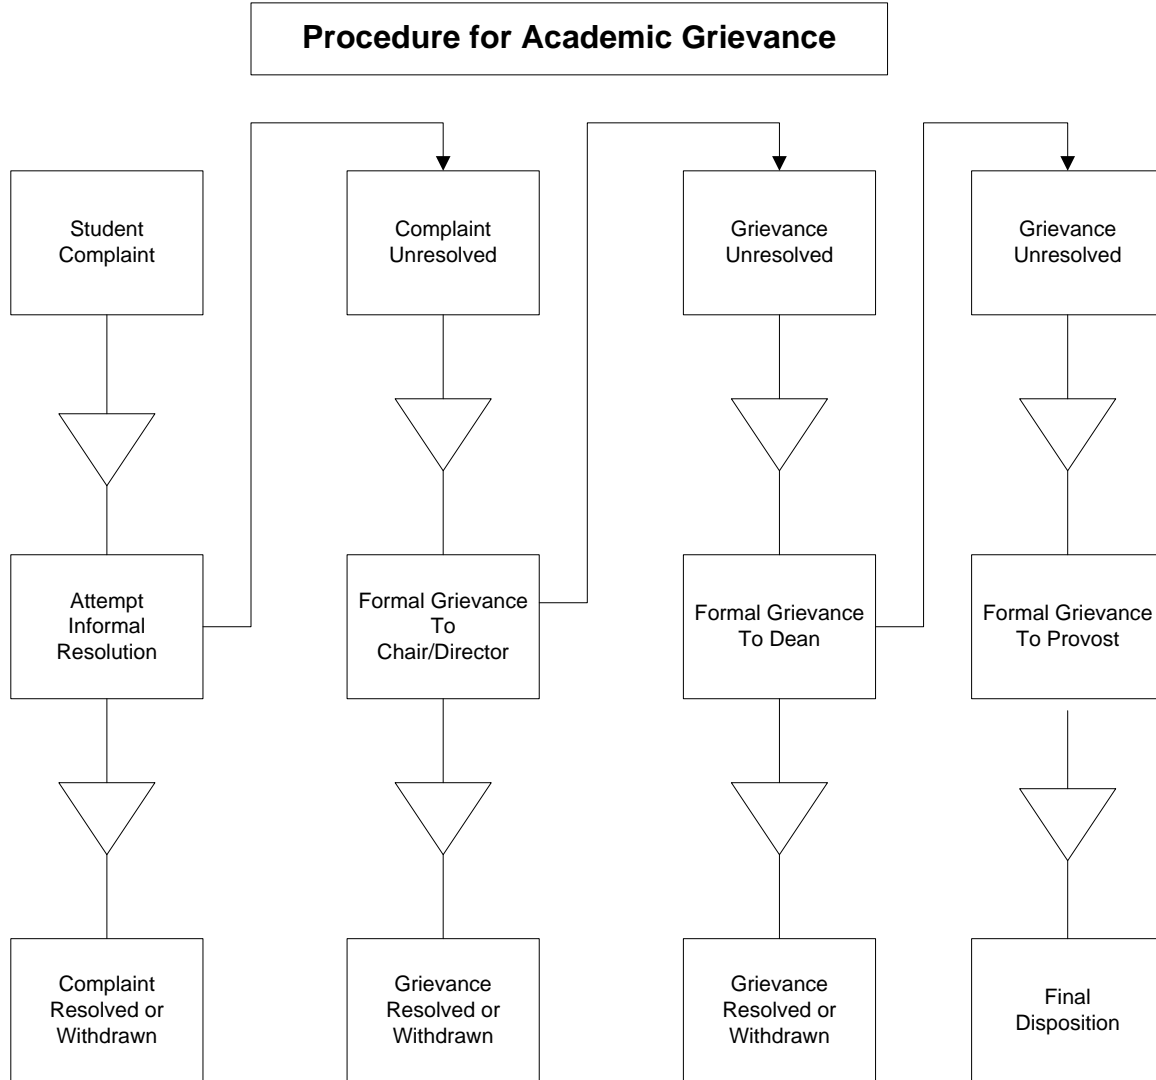 Procedure for Academic Grievance
Student
Complaint
Complaint
Unresolved
Grievance
Unresolved
Grievance
Unresolved
Attempt
Informal
Resolution
Formal Grievance
To
Chair/Director
Formal Grievance
To Dean
Formal Grievance
To Provost
Complaint
Resolved or
Withdrawn
Grievance
Resolved or
Withdrawn
Grievance
Resolved or
Withdrawn
Final
Disposition